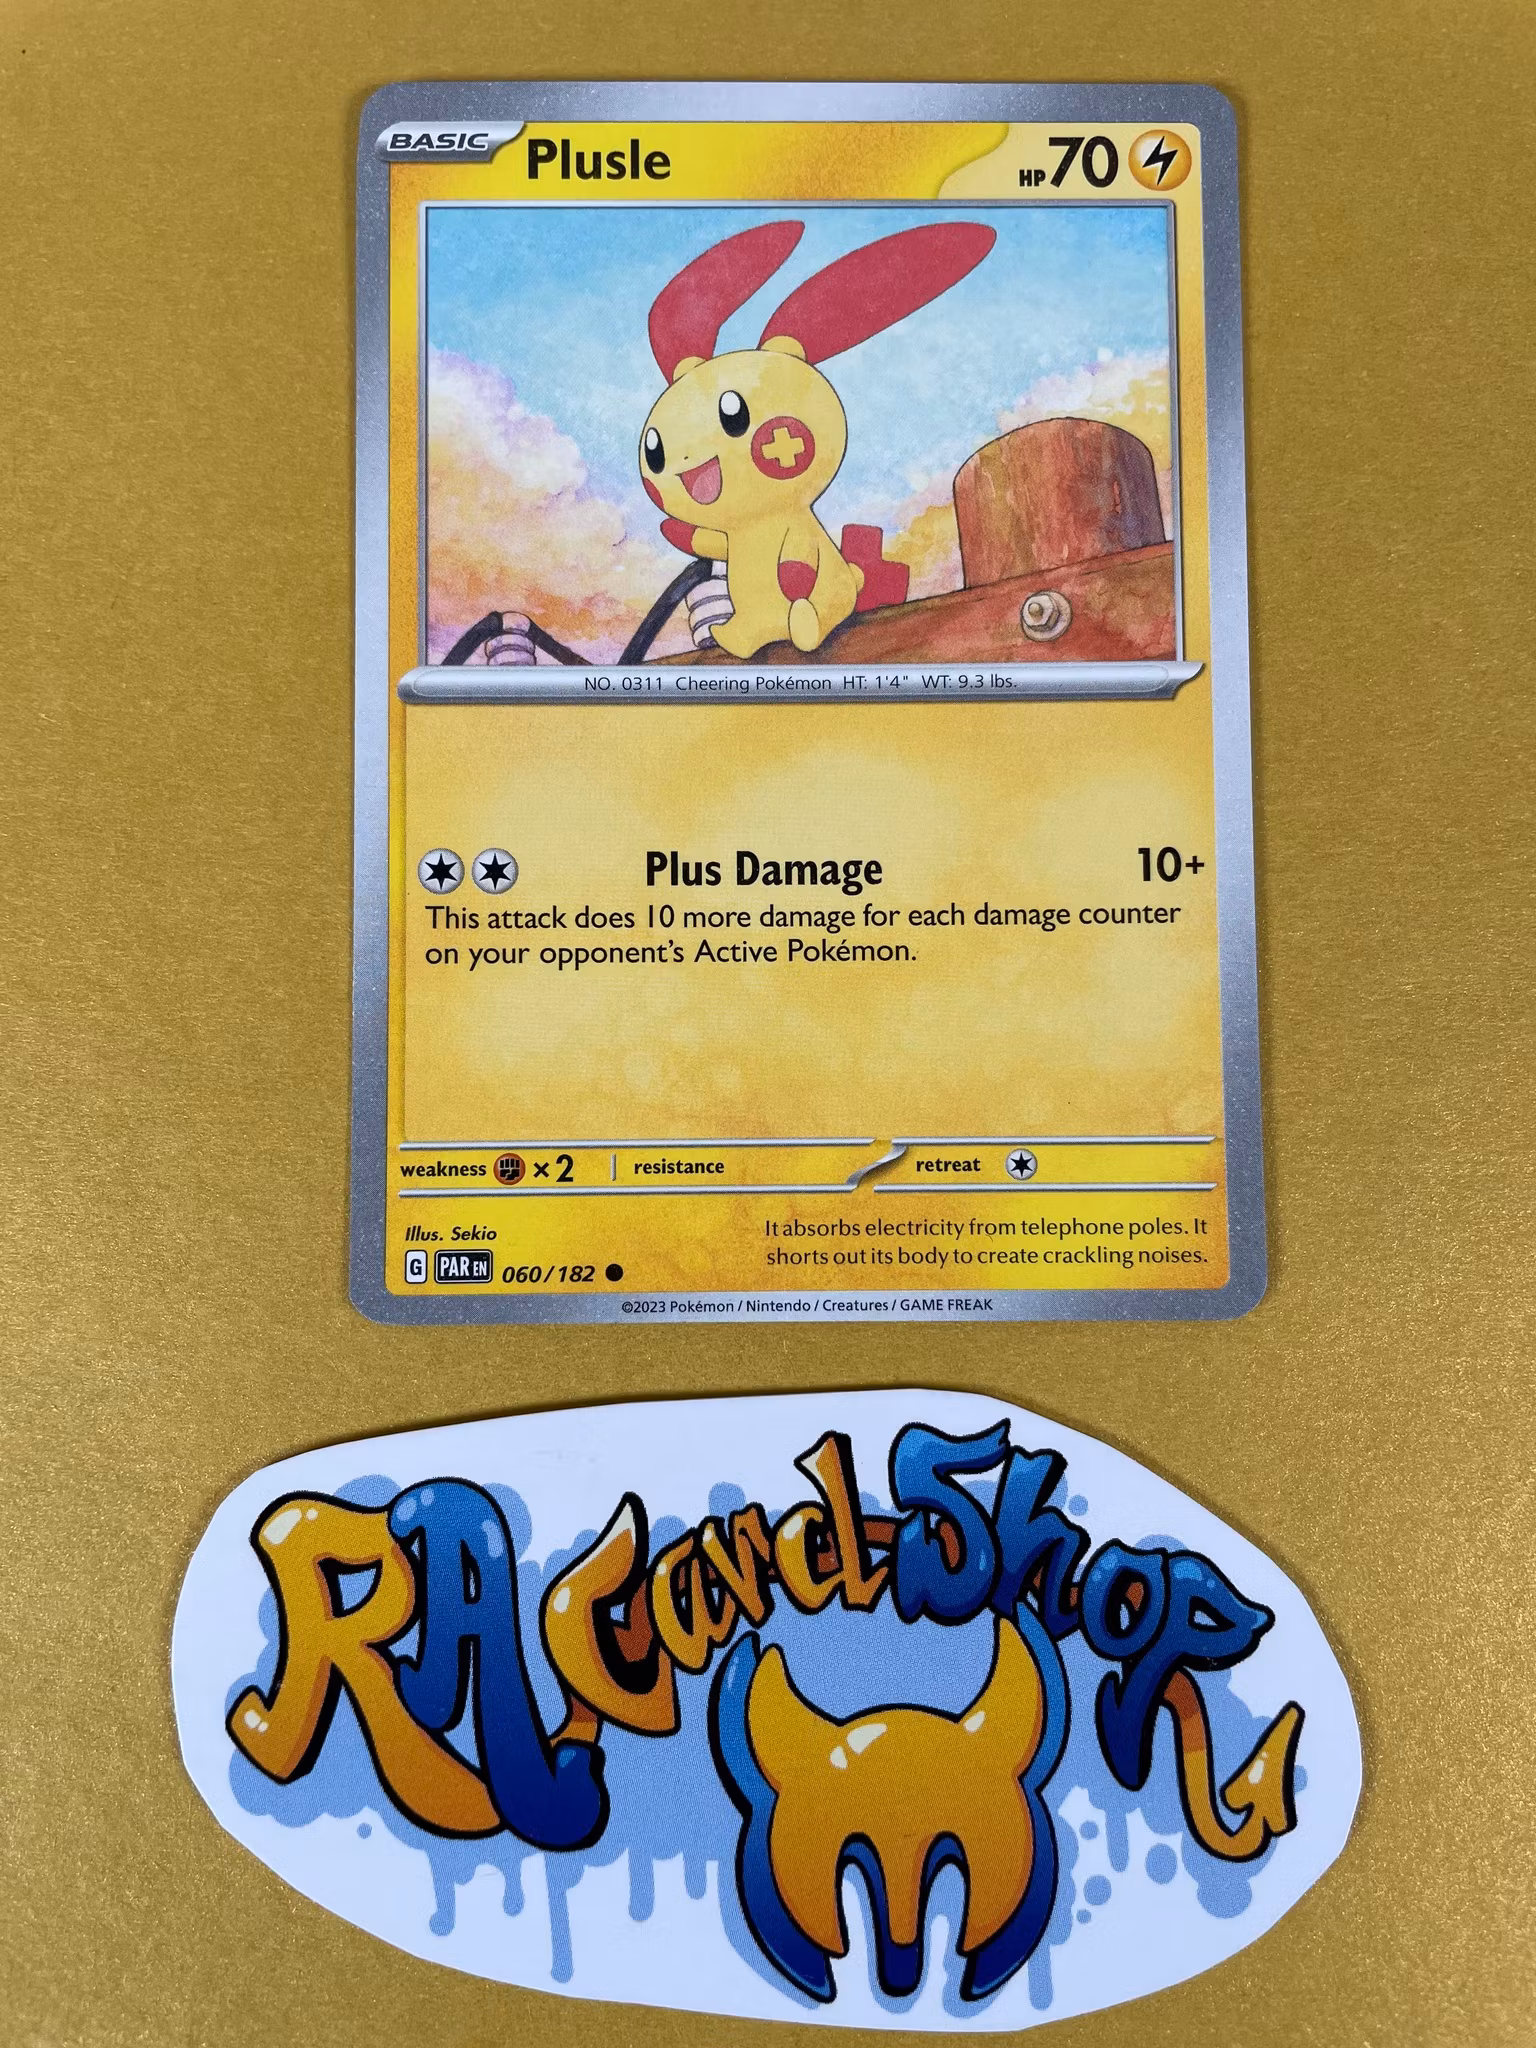 BASIC
Plusle
HP 70
NO. 0311 Cheering Pokémon HT: 1'4" WT: 9.3 lbs.
Plus Damage 10+
This attack does 10 more damage for each damage counter
on your opponent's Active Pokémon.
weakness ×2 resistance retreat
Illus. Sekio
It absorbs electricity from telephone poles. It
shorts out its body to create crackling noises.
G PAR EN 060/182
©2023 Pokémon / Nintendo / Creatures / GAME FREAK
RA Card Shop